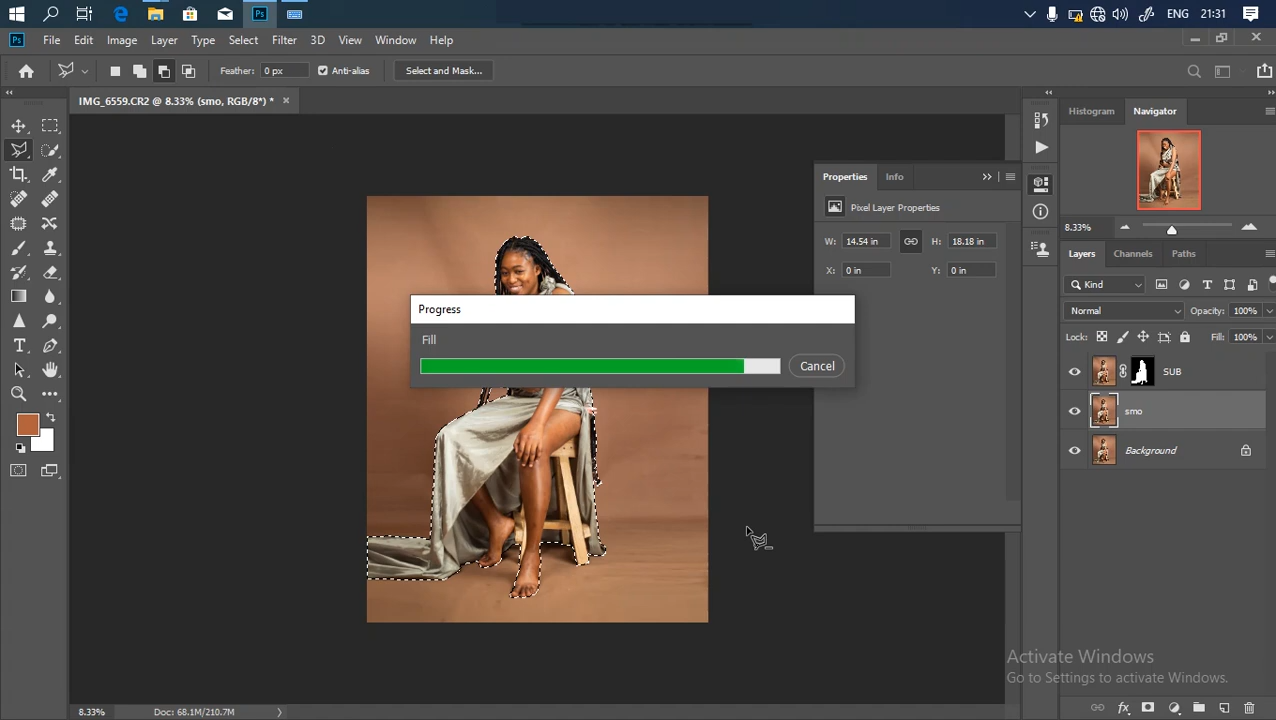 ENG 21:31
File Edit Image Layer Type Select Filter 3D View Window Help
Feather: 0 px Anti-alias Select and Mask...
IMG_6559.CR2 @ 8.33% (smo, RGB/8*) *
Histogram Navigator
8.33%
Properties Info
Pixel Layer Properties
W: 14.54 in H: 18.18 in
X: 0 in Y: 0 in
Progress
Fill
Cancel
Layers Channels Paths
Kind
Normal Opacity: 100%
Lock: Fill: 100%
SUB
smo
Background
Activate Windows
Go to Settings to activate Windows.
8.33% Doc: 68.1M/210.7M